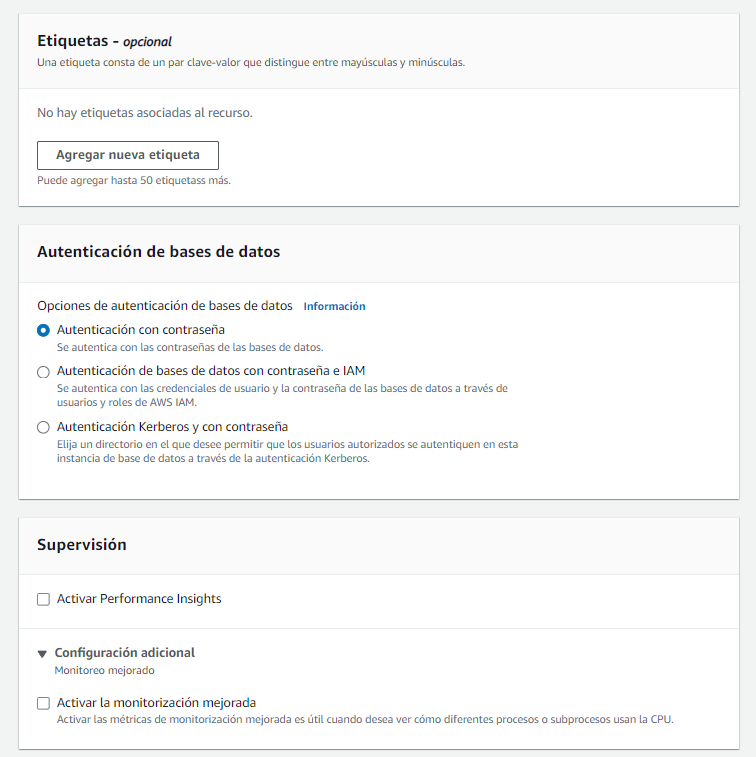 Etiquetas - opcional
Una etiqueta consta de un par clave-valor que distingue entre mayúsculas y minúsculas.
No hay etiquetas asociadas al recurso.
Agregar nueva etiqueta
Puede agregar hasta 50 etiquetass más.
Autenticación de bases de datos
Opciones de autenticación de bases de datos Información
Autenticación con contraseña
Se autentica con las contraseñas de las bases de datos.
Autenticación de bases de datos con contraseña e IAM
Se autentica con las credenciales de usuario y la contraseña de las bases de datos a través de
usuarios y roles de AWS IAM.
Autenticación Kerberos y con contraseña
Elija un directorio en el que desee permitir que los usuarios autorizados se autentiquen en esta
instancia de base de datos a través de la autenticación Kerberos.
Supervisión
Activar Performance Insights
Configuración adicional
Monitoreo mejorado
Activar la monitorización mejorada
Activar las métricas de monitorización mejorada es útil cuando desea ver cómo diferentes procesos o subprocesos usan la CPU.